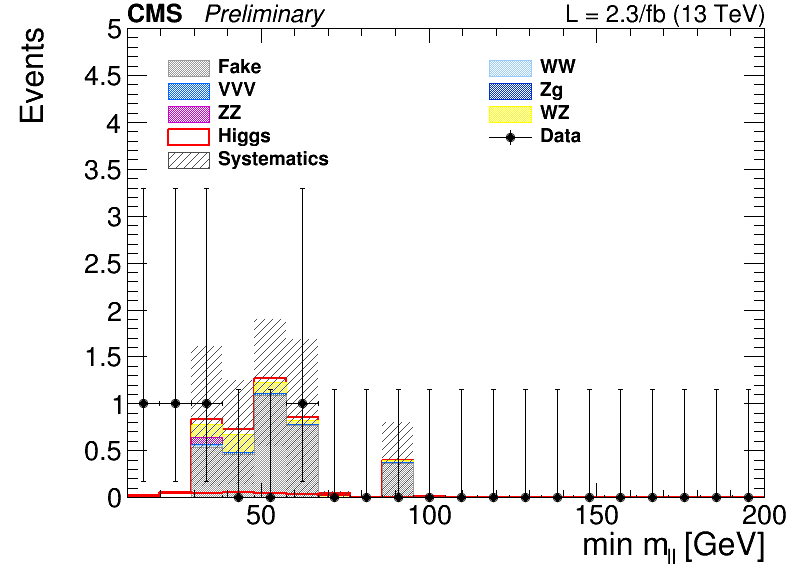 CMS Preliminary L = 2.3/fb (13 TeV)
Events
5
4.5
4
3.5
3
2.5
2
1.5
1
0.5
0
Fake
VVV
ZZ
Higgs
Systematics
WW
Zg
WZ
Data
50 100 150 200
min m_ll [GeV]